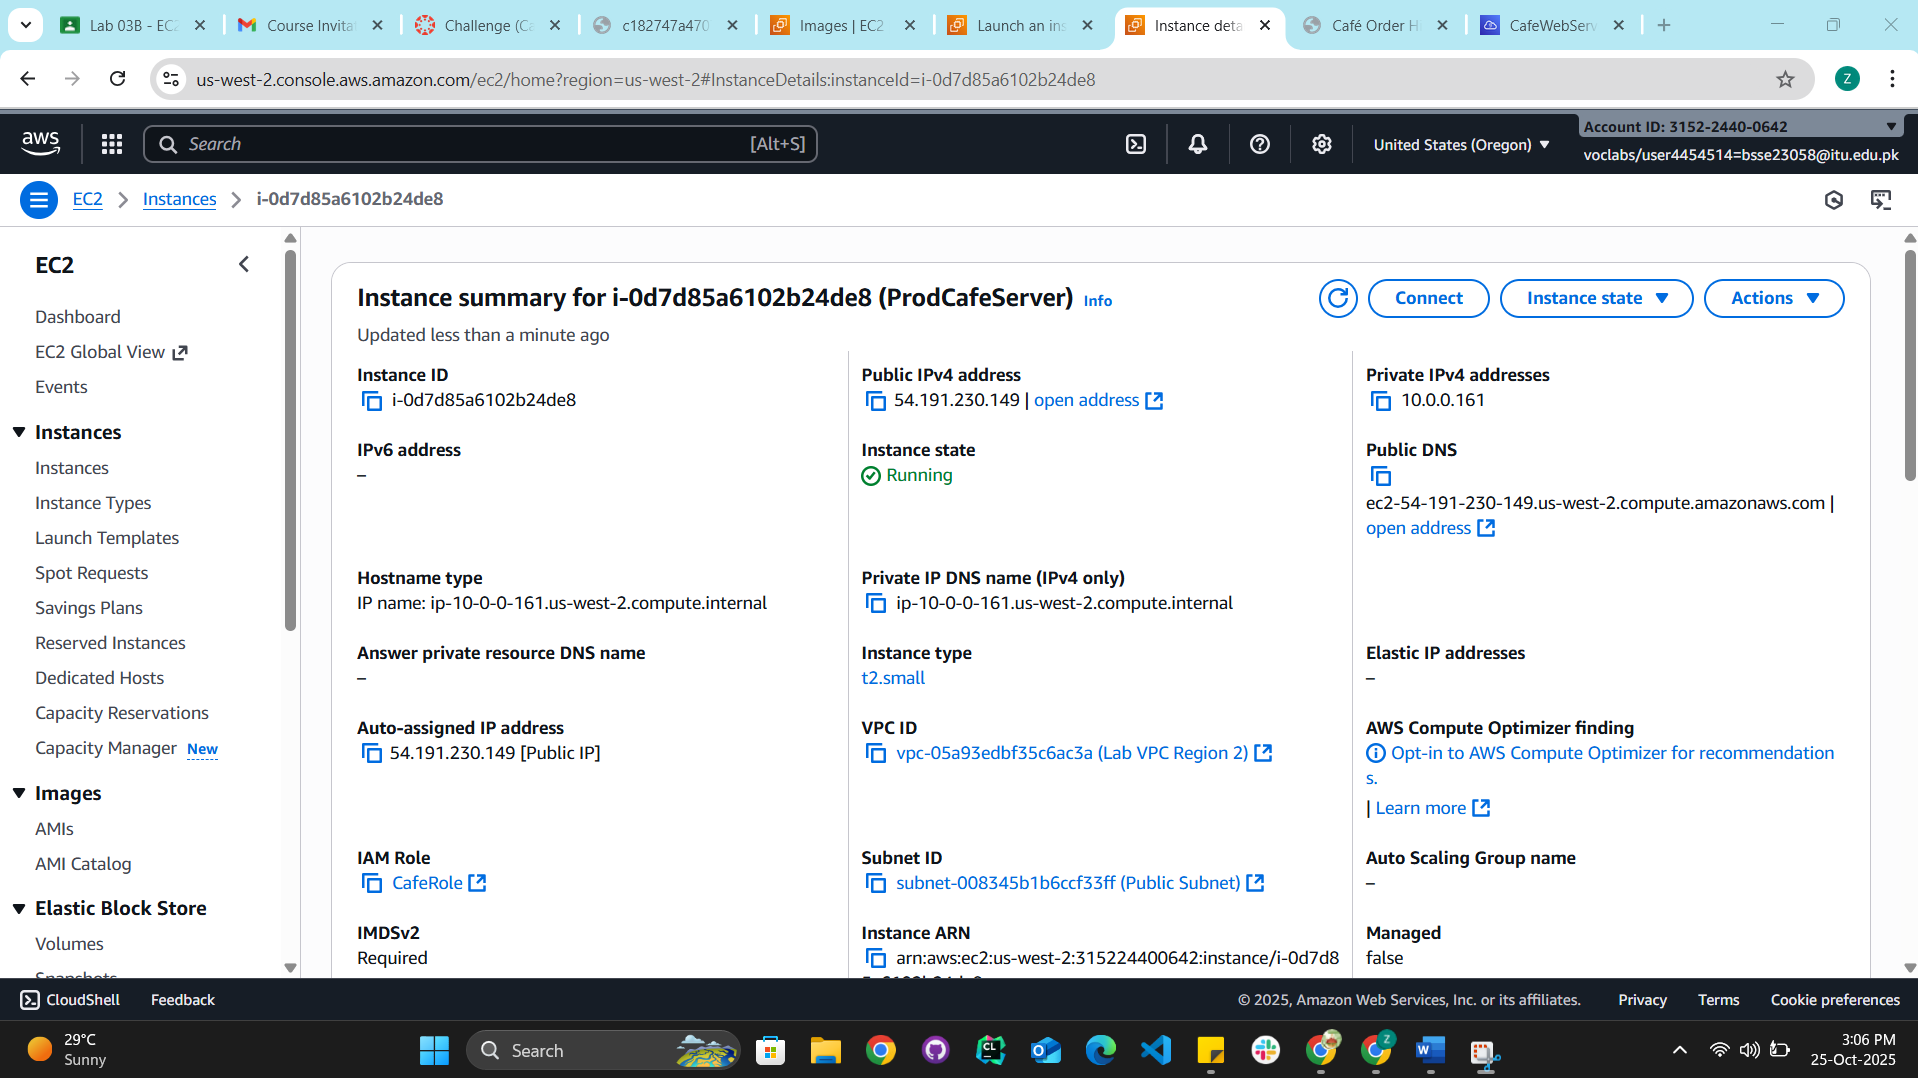 Lab 03B - EC2
Course Invitat
Challenge (Ca
c182747a470
Images | EC2
Launch an ins
Instance deta
Café Order H
CafeWebServ
us-west-2.console.aws.amazon.com/ec2/home?region=us-west-2#InstanceDetails:instanceId=i-0d7d85a6102b24de8
Z
aws
Search
[Alt+S]
United States (Oregon)
Account ID: 3152-2440-0642
voclabs/user4454514=bsse23058@itu.edu.pk
EC2
Instances
i-0d7d85a6102b24de8
EC2
Dashboard
EC2 Global View
Events
Instances
Instances
Instance Types
Launch Templates
Spot Requests
Savings Plans
Reserved Instances
Dedicated Hosts
Capacity Reservations
Capacity Manager New
Images
AMIs
AMI Catalog
Elastic Block Store
Volumes
Snapshots
Instance summary for i-0d7d85a6102b24de8 (ProdCafeServer) Info
Updated less than a minute ago
Connect
Instance state
Actions
Instance ID
i-0d7d85a6102b24de8
Public IPv4 address
54.191.230.149 | open address
Private IPv4 addresses
10.0.0.161
IPv6 address
–
Instance state
Running
Public DNS
ec2-54-191-230-149.us-west-2.compute.amazonaws.com |
open address
Hostname type
IP name: ip-10-0-0-161.us-west-2.compute.internal
Private IP DNS name (IPv4 only)
ip-10-0-0-161.us-west-2.compute.internal
Answer private resource DNS name
–
Instance type
t2.small
Elastic IP addresses
–
Auto-assigned IP address
54.191.230.149 [Public IP]
VPC ID
vpc-05a93edbf35c6ac3a (Lab VPC Region 2)
AWS Compute Optimizer finding
Opt-in to AWS Compute Optimizer for recommendation
s.
| Learn more
IAM Role
CafeRole
Subnet ID
subnet-008345b1b6ccf33ff (Public Subnet)
Auto Scaling Group name
–
IMDSv2
Required
Instance ARN
arn:aws:ec2:us-west-2:315224400642:instance/i-0d7d8
Managed
false
CloudShell
Feedback
© 2025, Amazon Web Services, Inc. or its affiliates.
Privacy
Terms
Cookie preferences
29°C
Sunny
Search
3:06 PM
25-Oct-2025